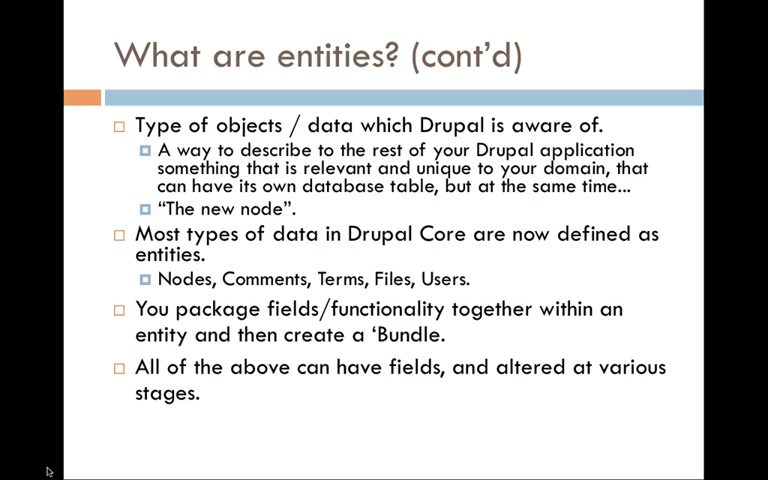 What are entities? (cont’d)
Type of objects / data which Drupal is aware of.
A way to describe to the rest of your Drupal application
something that is relevant and unique to your domain, that
can have its own database table, but at the same time...
“The new node”.
Most types of data in Drupal Core are now defined as
entities.
Nodes, Comments, Terms, Files, Users.
You package fields/functionality together within an
entity and then create a ‘Bundle.
All of the above can have fields, and altered at various
stages.